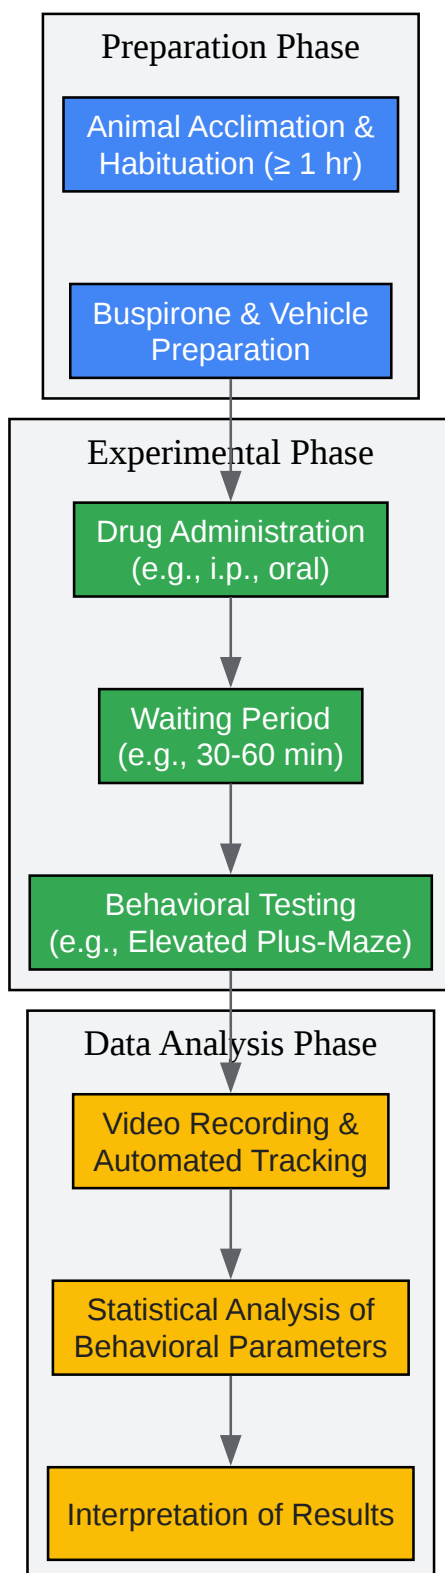 Preparation Phase
Animal Acclimation &
Habituation (≥ 1 hr)
Buspirone & Vehicle
Preparation
Experimental Phase
Drug Administration
(e.g., i.p., oral)
Waiting Period
(e.g., 30-60 min)
Behavioral Testing
(e.g., Elevated Plus-Maze)
Data Analysis Phase
Video Recording &
Automated Tracking
Statistical Analysis of
Behavioral Parameters
Interpretation of Results